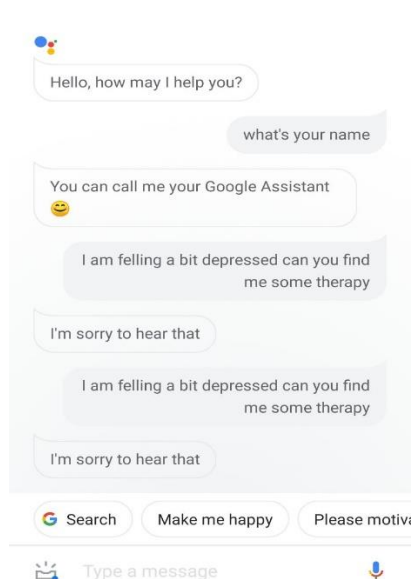 Hello, how may I help you?
what's your name
You can call me your Google Assistant
😊
I am felling a bit depressed can you find
me some therapy
I'm sorry to hear that
I am felling a bit depressed can you find
me some therapy
I'm sorry to hear that
Search Make me happy Please motiva
Type a message